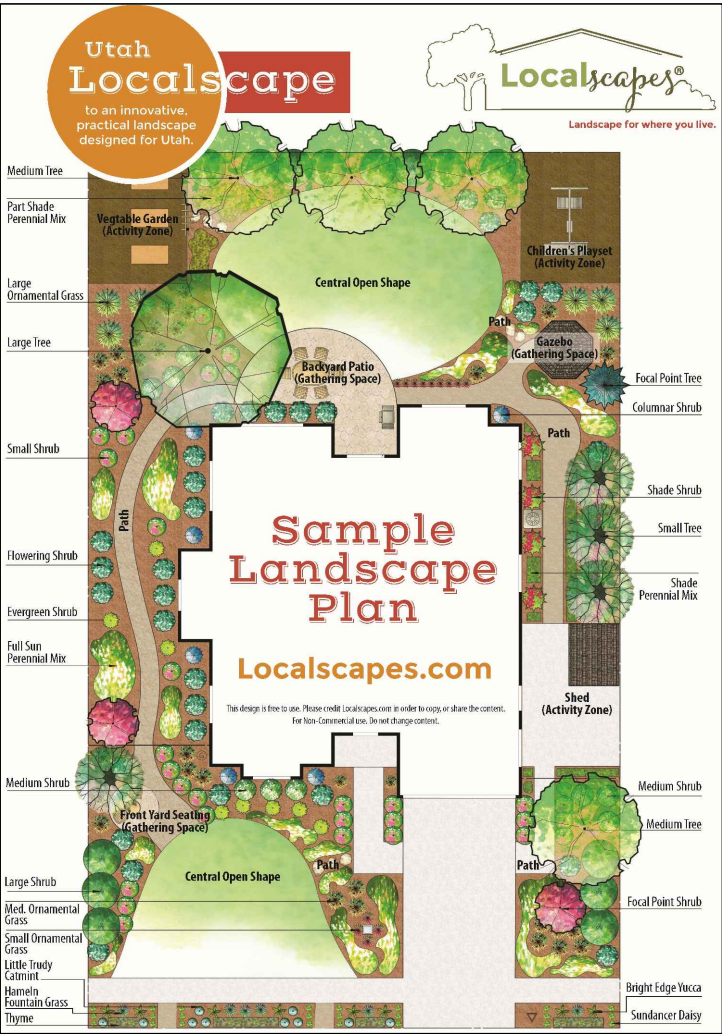 Utah
Localscape
to an innovative,
practical landscape
designed for Utah.
Localscapes®
Landscape for where you live.
Medium Tree
Part Shade
Perennial Mix
Vegtable Garden
(Activity Zone)
Children's Playset
(Activity Zone)
Central Open Shape
Large
Ornamental Grass
Path
Large Tree
Gazebo
(Gathering Space)
Backyard Patio
(Gathering Space)
Focal Point Tree
Columnar Shrub
Path
Small Shrub
Shade Shrub
Path
Small Tree
Sample
Landscape
Plan
Flowering Shrub
Shade
Perennial Mix
Evergreen Shrub
Full Sun
Perennial Mix
Localscapes.com
This design is free to use. Please credit Localscapes.com in order to copy, or share the content.
For Non-Commercial use. Do not change content.
Shed
(Activity Zone)
Medium Shrub
Medium Shrub
Front Yard Seating
(Gathering Space)
Medium Tree
Path
Path
Central Open Shape
Large Shrub
Focal Point Shrub
Med. Ornamental
Grass
Small Ornamental
Grass
Little Trudy
Catmint
Hameln
Fountain Grass
Thyme
Bright Edge Yucca
Sundancer Daisy